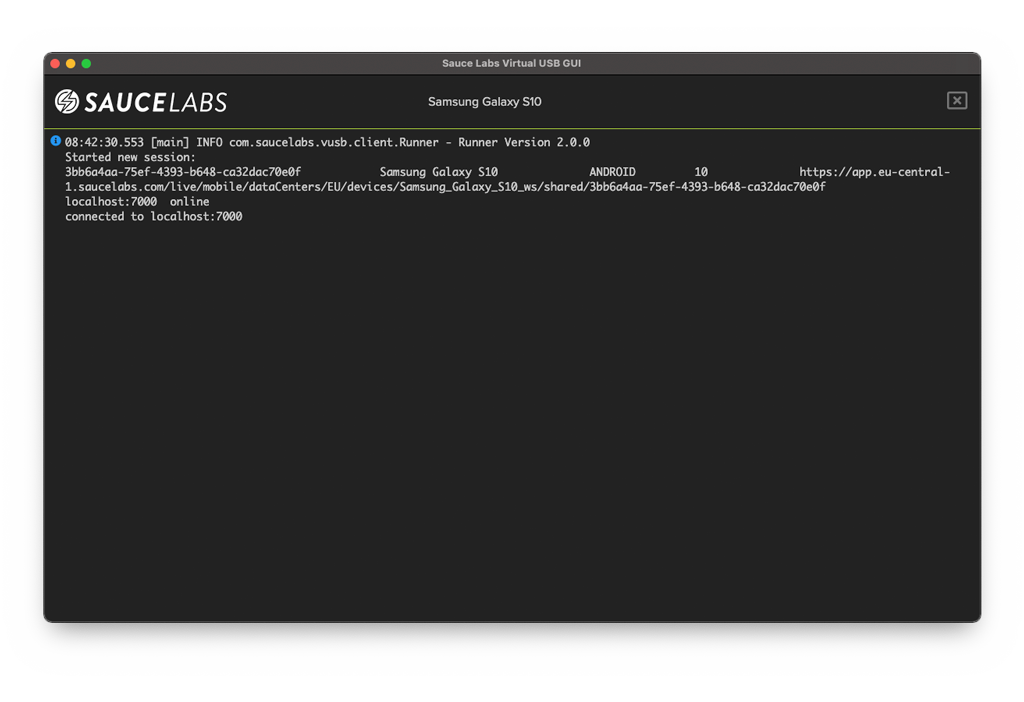 Sauce Labs Virtual USB GUI
SAUCELABS
Samsung Galaxy S10
08:42:30.553 [main] INFO com.saucelabs.vusb.client.Runner - Runner Version 2.0.0
Started new session:
3bb6a4aa-75ef-4393-b648-ca32dac70e0f Samsung Galaxy S10 ANDROID 10 https://app.eu-central-
1.saucelabs.com/live/mobile/dataCenters/EU/devices/Samsung_Galaxy_S10_ws/shared/3bb6a4aa-75ef-4393-b648-ca32dac70e0f
localhost:7000 online
connected to localhost:7000